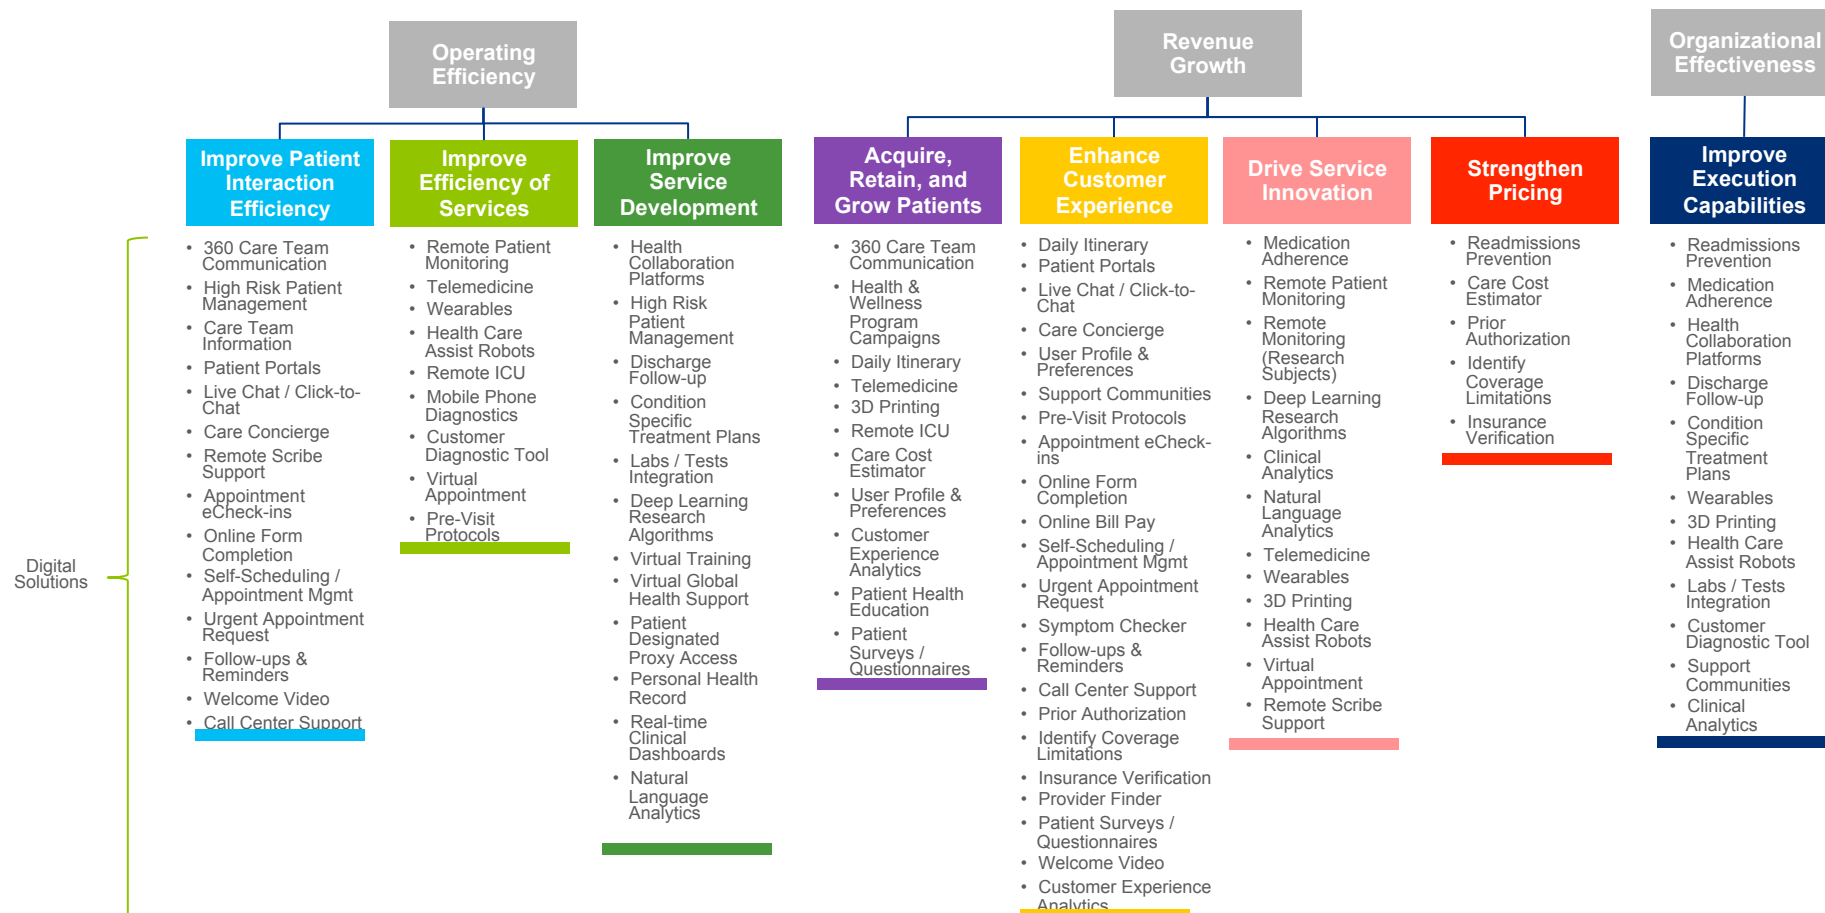 Operating
Efficiency
Revenue
Growth
Organizational
Effectiveness
Improve Patient
Interaction
Efficiency
Improve
Efficiency of
Services
Improve
Service
Development
Acquire,
Retain, and
Grow Patients
Enhance
Customer
Experience
Drive Service
Innovation
Strengthen
Pricing
Improve
Execution
Capabilities
Digital
Solutions
• 360 Care Team
Communication
• High Risk Patient
Management
• Care Team
Information
• Patient Portals
• Live Chat / Click-to-
Chat
• Care Concierge
• Remote Scribe
Support
• Appointment
eCheck-ins
• Online Form
Completion
• Self-Scheduling /
Appointment Mgmt
• Urgent Appointment
Request
• Follow-ups &
Reminders
• Welcome Video
• Call Center Support
• Remote Patient
Monitoring
• Telemedicine
• Wearables
• Health Care
Assist Robots
• Remote ICU
• Mobile Phone
Diagnostics
• Customer
Diagnostic Tool
• Virtual
Appointment
• Pre-Visit
Protocols
• Health
Collaboration
Platforms
• High Risk
Patient
Management
• Discharge
Follow-up
• Condition
Specific
Treatment Plans
• Labs / Tests
Integration
• Deep Learning
Research
Algorithms
• Virtual Training
• Virtual Global
Health Support
• Patient
Designated
Proxy Access
• Personal Health
Record
• Real-time
Clinical
Dashboards
• Natural
Language
Analytics
• 360 Care Team
Communication
• Health &
Wellness
Program
Campaigns
• Daily Itinerary
• Telemedicine
• 3D Printing
• Remote ICU
• Care Cost
Estimator
• User Profile &
Preferences
• Customer
Experience
Analytics
• Patient Health
Education
• Patient
Surveys /
Questionnaires
• Daily Itinerary
• Patient Portals
• Live Chat / Click-to-
Chat
• Care Concierge
• User Profile &
Preferences
• Support Communities
• Pre-Visit Protocols
• Appointment eCheck-
ins
• Online Form
Completion
• Online Bill Pay
• Self-Scheduling /
Appointment Mgmt
• Urgent Appointment
Request
• Symptom Checker
• Follow-ups &
Reminders
• Call Center Support
• Prior Authorization
• Identify Coverage
Limitations
• Insurance Verification
• Provider Finder
• Patient Surveys /
Questionnaires
• Welcome Video
• Customer Experience
Analytics
• Medication
Adherence
• Remote Patient
Monitoring
• Remote
Monitoring
(Research
Subjects)
• Deep Learning
Research
Algorithms
• Clinical
Analytics
• Natural
Language
Analytics
• Telemedicine
• Wearables
• 3D Printing
• Health Care
Assist Robots
• Virtual
Appointment
• Remote Scribe
Support
• Readmissions
Prevention
• Care Cost
Estimator
• Prior
Authorization
• Identify
Coverage
Limitations
• Insurance
Verification
• Readmissions
Prevention
• Medication
Adherence
• Health
Collaboration
Platforms
• Discharge
Follow-up
• Condition
Specific
Treatment
Plans
• Wearables
• 3D Printing
• Health Care
Assist Robots
• Labs / Tests
Integration
• Customer
Diagnostic Tool
• Support
Communities
• Clinical
Analytics